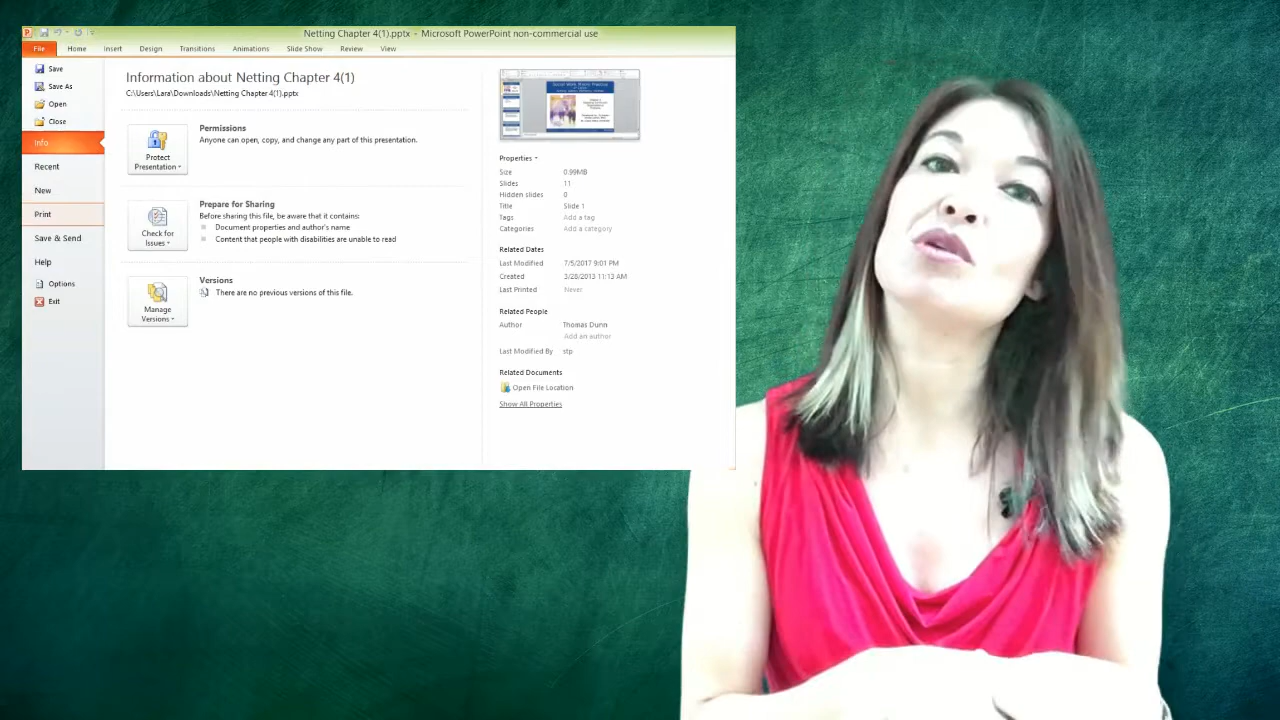 Netting Chapter 4(1).pptx - Microsoft PowerPoint non-commercial use
File Home Insert Design Transitions Animations Slide Show Review View
Save
Save As
Open
Close
Info
Recent
New
Print
Save & Send
Help
Options
Exit
Information about Netting Chapter 4(1)
C:\Users\Lara\Downloads\Netting Chapter 4(1).pptx
Protect
Presentation
Permissions
Anyone can open, copy, and change any part of this presentation.
Check for
Issues
Prepare for Sharing
Before sharing this file, be aware that it contains:
Document properties and author's name
Content that people with disabilities are unable to read
Manage
Versions
Versions
There are no previous versions of this file.
Properties
Size 0.99MB
Slides 11
Hidden slides 0
Title Slide 1
Tags Add a tag
Categories Add a category
Related Dates
Last Modified 7/5/2017 9:01 PM
Created 3/28/2013 11:13 AM
Last Printed Never
Related People
Author Thomas Dunn
Add an author
Last Modified By stp
Related Documents
Open File Location
Show All Properties